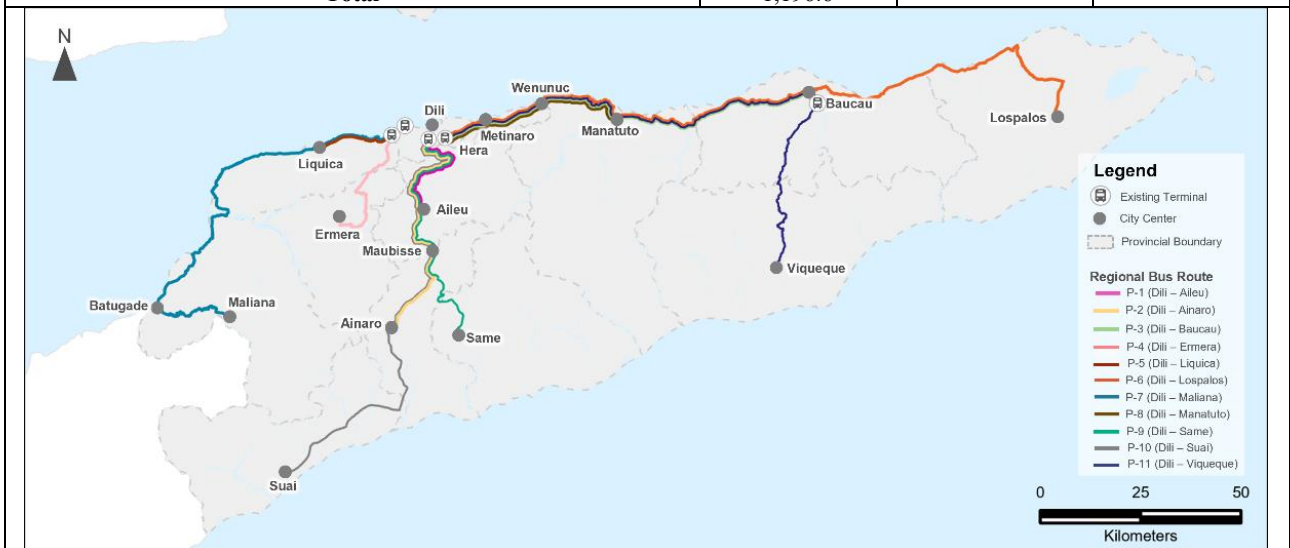 Total
N
Wenunuc
Dili
Baucau
Metinaro
Manatuto
Lospalos
Hera
Liquica
Legend
Existing Terminal
City Center
Provincial Boundary
Aileu
Ermera
Maubisse
Viqueque
Regional Bus Route
P-1 (Dili – Aileu)
P-2 (Dili – Ainaro)
P-3 (Dili – Baucau)
P-4 (Dili – Ermera)
P-5 (Dili – Liquica)
P-6 (Dili – Lospalos)
P-7 (Dili – Maliana)
P-8 (Dili – Manatuto)
P-9 (Dili – Same)
P-10 (Dili – Suai)
P-11 (Dili – Viqueque)
Batugade
Maliana
Ainaro
Same
Suai
0 25 50
Kilometers